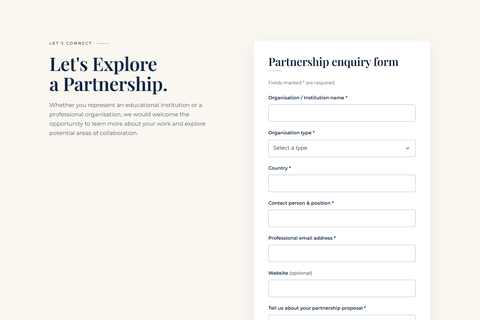 LET'S CONNECT
Let's Explore
a Partnership.
Whether you represent an educational institution or a
professional organisation, we would welcome the
opportunity to learn more about your work and explore
potential areas of collaboration.
Partnership enquiry form
Fields marked * are required.
Organisation / Institution name *
Organisation type *
Select a type
Country *
Contact person & position *
Professional email address *
Website (optional)
Tell us about your partnership proposal *